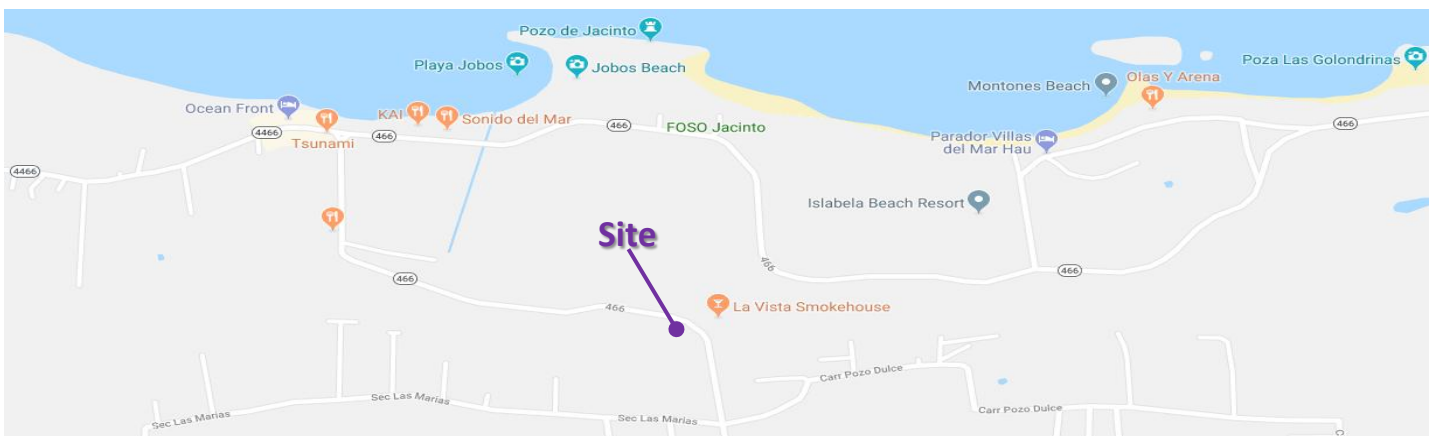 Pozo de Jacinto
Playa Jobos
Jobos Beach
Poza Las Golondrinas
Montones Beach
Olas Y Arena
Ocean Front
KAI
Sonido del Mar
4466
466
466
FOSO Jacinto
466
Tsunami
Parador Villas
del Mar Hau
4466
Islabela Beach Resort
Site
466
466
466
466
La Vista Smokehouse
Carr Pozo Dulce
Sec Las Marias
Sec Las Marias
Sec Las Marias
Carr Pozo Dulce